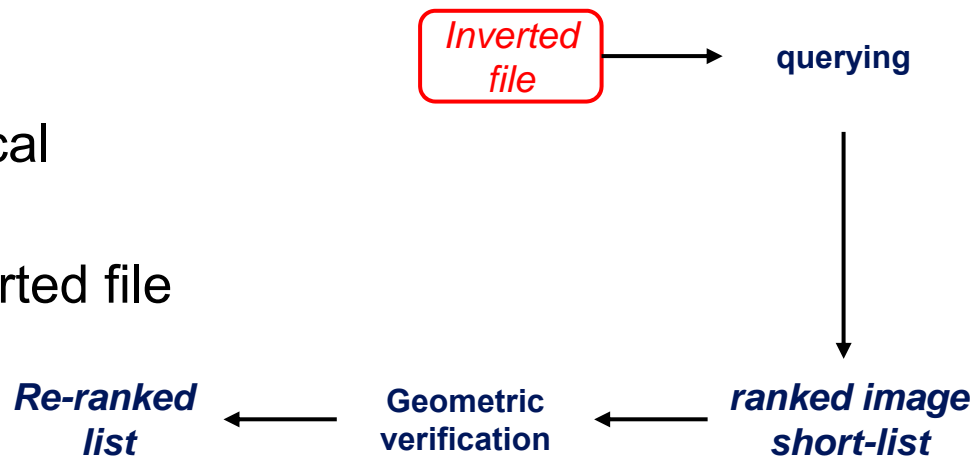 Inverted
file
querying
cal
rted file
Re-ranked
list
Geometric
verification
ranked image
short-list